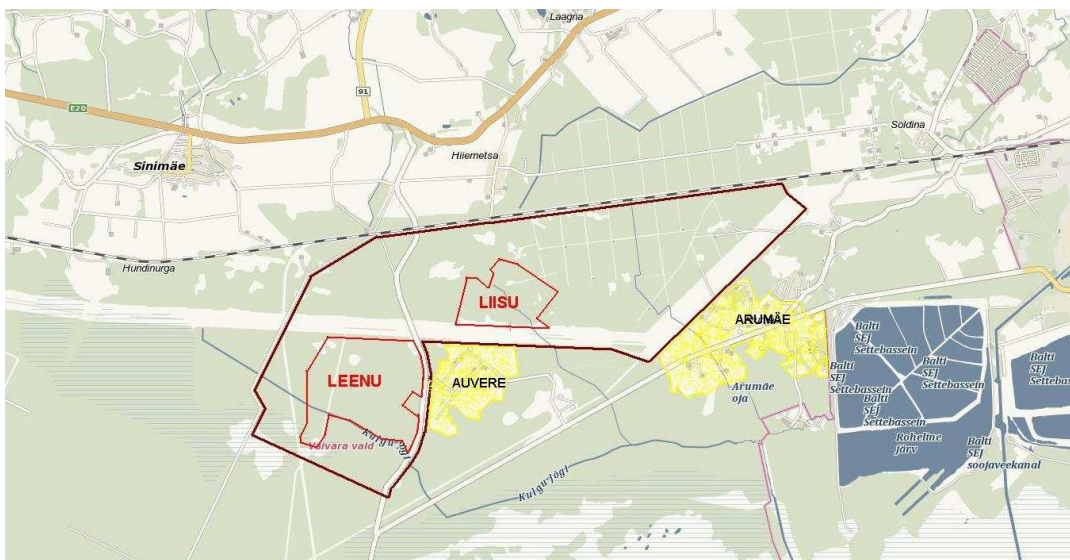 Laagna
91
E20
Soldina
Sinimäe
Hiiemetsa
Hundinurga
LIISU
ARUMÄE
Balti
SEJ
Settebassein
Balti
SEJ
Settebassein
Balti
SEJ
Settebas
Balti
SEJ
Settebassein
Balti
SEJ
Settebassein
LEENU
AUVERE
Arumäe
oja
Vaivara vald
Kulgu jõgi
Kulgu jõgi
Roheline
järv
Balti
SEJ
soojaveekanal